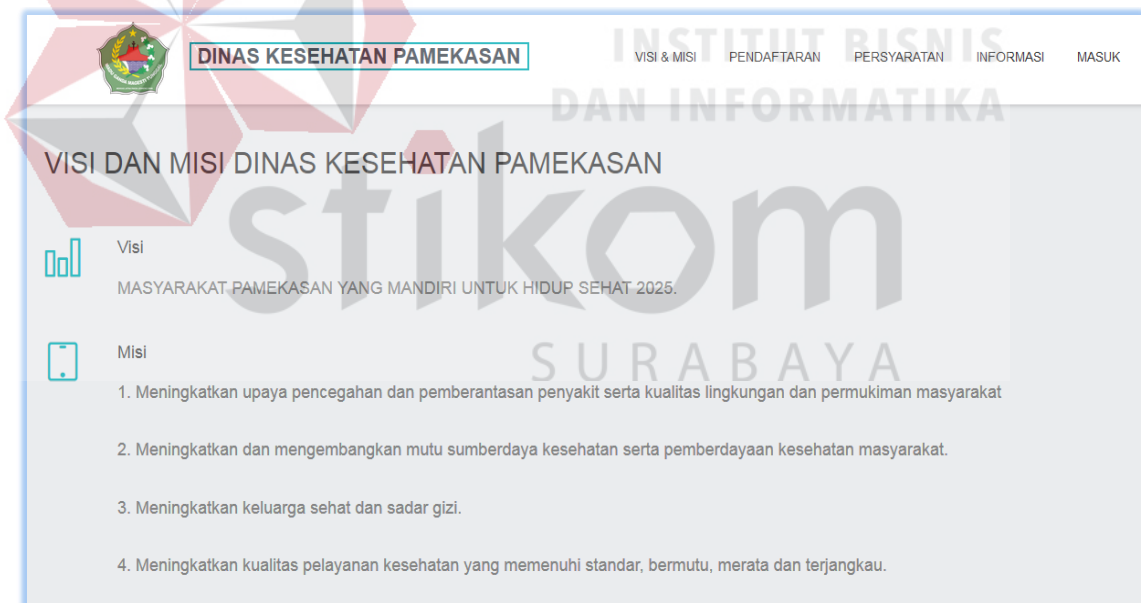 DINAS KESEHATAN PAMEKASAN
VISI & MISI PENDAFTARAN PERSYARATAN INFORMASI MASUK
INSTITUT BISNIS
DAN INFORMATIKA
stikom
SURABAYA
VISI DAN MISI DINAS KESEHATAN PAMEKASAN
Visi
MASYARAKAT PAMEKASAN YANG MANDIRI UNTUK HIDUP SEHAT 2025.
Misi
1. Meningkatkan upaya pencegahan dan pemberantasan penyakit serta kualitas lingkungan dan permukiman masyarakat
2. Meningkatkan dan mengembangkan mutu sumberdaya kesehatan serta pemberdayaan kesehatan masyarakat.
3. Meningkatkan keluarga sehat dan sadar gizi.
4. Meningkatkan kualitas pelayanan kesehatan yang memenuhi standar, bermutu, merata dan terjangkau.